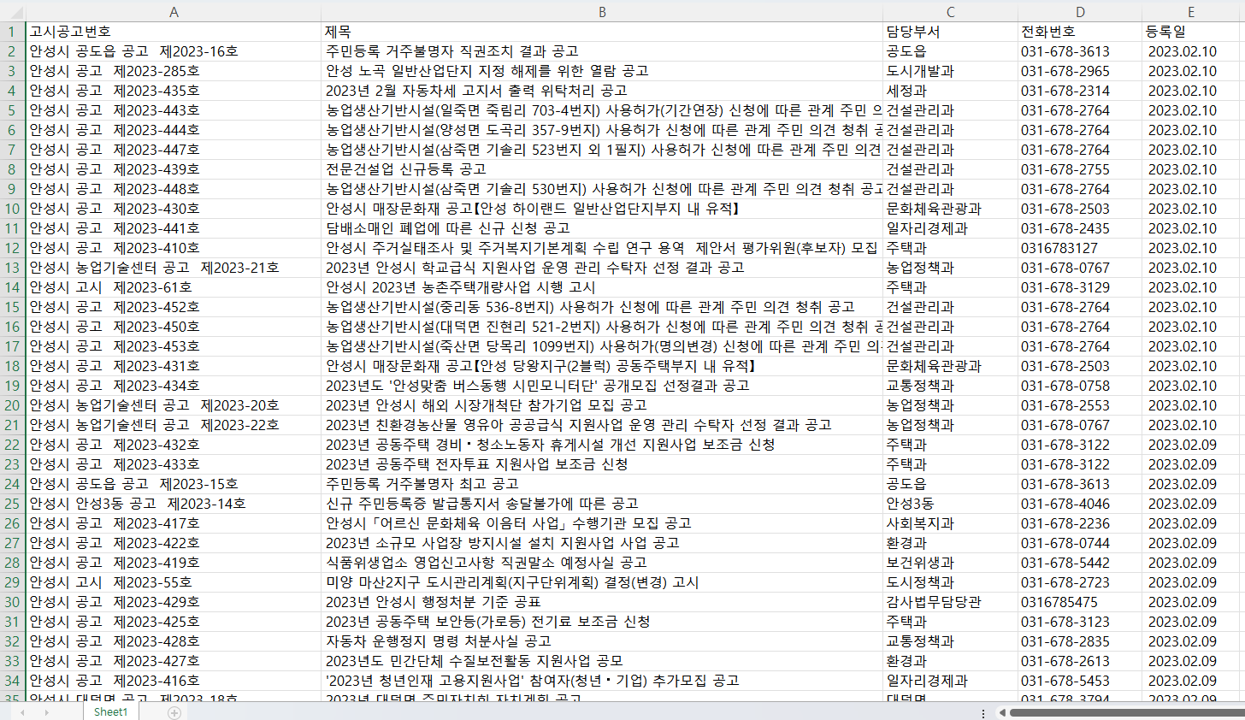 A B C D E
1 고시공고번호 제목 담당부서 전화번호 등록일
2 안성시 공도읍 공고 제2023-16호 주민등록 거주불명자 직권조치 결과 공고 공도읍 031-678-3613 2023.02.10
3 안성시 공고 제2023-285호 안성 노곡 일반산업단지 지정 해제를 위한 열람 공고 도시개발과 031-678-2965 2023.02.10
4 안성시 공고 제2023-435호 2023년 2월 자동차세 고지서 출력 위탁처리 공고 세정과 031-678-2314 2023.02.10
5 안성시 공고 제2023-443호 농업생산기반시설(일죽면 죽림리 703-4번지) 사용허가(기간연장) 신청에 따른 관계 주민 의 건설관리과 031-678-2764 2023.02.10
6 안성시 공고 제2023-444호 농업생산기반시설(양성면 도곡리 357-9번지) 사용허가 신청에 따른 관계 주민 의견 청취 공 건설관리과 031-678-2764 2023.02.10
7 안성시 공고 제2023-447호 농업생산기반시설(삼죽면 기솔리 523번지 외 1필지) 사용허가 신청에 따른 관계 주민 의견 건설관리과 031-678-2764 2023.02.10
8 안성시 공고 제2023-439호 전문건설업 신규등록 공고 건설관리과 031-678-2755 2023.02.10
9 안성시 공고 제2023-448호 농업생산기반시설(삼죽면 기솔리 530번지) 사용허가 신청에 따른 관계 주민 의견 청취 공고 건설관리과 031-678-2764 2023.02.10
10 안성시 공고 제2023-430호 안성시 매장문화재 공고【안성 하이랜드 일반산업단지부지 내 유적】 문화체육관광과 031-678-2503 2023.02.10
11 안성시 공고 제2023-441호 담배소매인 폐업에 따른 신규 신청 공고 일자리경제과 031-678-2435 2023.02.10
12 안성시 공고 제2023-410호 안성시 주거실태조사 및 주거복지기본계획 수립 연구 용역 제안서 평가위원(후보자) 모집 주택과 0316783127 2023.02.10
13 안성시 농업기술센터 공고 제2023-21호 2023년 안성시 학교급식 지원사업 운영 관리 수탁자 선정 결과 공고 농업정책과 031-678-0767 2023.02.10
14 안성시 고시 제2023-61호 안성시 2023년 농촌주택개량사업 시행 고시 주택과 031-678-3129 2023.02.10
15 안성시 공고 제2023-452호 농업생산기반시설(중리동 536-8번지) 사용허가 신청에 따른 관계 주민 의견 청취 공고 건설관리과 031-678-2764 2023.02.10
16 안성시 공고 제2023-450호 농업생산기반시설(대덕면 진현리 521-2번지) 사용허가 신청에 따른 관계 주민 의견 청취 공 건설관리과 031-678-2764 2023.02.10
17 안성시 공고 제2023-453호 농업생산기반시설(죽산면 당목리 1099번지) 사용허가(명의변경) 신청에 따른 관계 주민 의 건설관리과 031-678-2764 2023.02.10
18 안성시 공고 제2023-431호 안성시 매장문화재 공고【안성 당왕지구(2블럭) 공동주택부지 내 유적】 문화체육관광과 031-678-2503 2023.02.10
19 안성시 공고 제2023-434호 2023년도 '안성맞춤 버스동행 시민모니터단' 공개모집 선정결과 공고 교통정책과 031-678-0758 2023.02.10
20 안성시 농업기술센터 공고 제2023-20호 2023년 안성시 해외 시장개척단 참가기업 모집 공고 농업정책과 031-678-2553 2023.02.10
21 안성시 농업기술센터 공고 제2023-22호 2023년 친환경농산물 영유아 공공급식 지원사업 운영 관리 수탁자 선정 결과 공고 농업정책과 031-678-0767 2023.02.10
22 안성시 공고 제2023-432호 2023년 공동주택 경비·청소노동자 휴게시설 개선 지원사업 보조금 신청 주택과 031-678-3122 2023.02.09
23 안성시 공고 제2023-433호 2023년 공동주택 전자투표 지원사업 보조금 신청 주택과 031-678-3122 2023.02.09
24 안성시 공도읍 공고 제2023-15호 주민등록 거주불명자 최고 공고 공도읍 031-678-3613 2023.02.09
25 안성시 안성3동 공고 제2023-14호 신규 주민등록증 발급통지서 송달불가에 따른 공고 안성3동 031-678-4046 2023.02.09
26 안성시 공고 제2023-417호 안성시 「어르신 문화체육 이음터 사업」 수행기관 모집 공고 사회복지과 031-678-2236 2023.02.09
27 안성시 공고 제2023-422호 2023년 소규모 사업장 방지시설 설치 지원사업 사업 공고 환경과 031-678-0744 2023.02.09
28 안성시 공고 제2023-419호 식품위생업소 영업신고사항 직권말소 예정사실 공고 보건위생과 031-678-5442 2023.02.09
29 안성시 고시 제2023-55호 미양 마산2지구 도시관리계획(지구단위계획) 결정(변경) 고시 도시정책과 031-678-2723 2023.02.09
30 안성시 공고 제2023-429호 2023년 안성시 행정처분 기준 공표 감사법무담당관 0316785475 2023.02.09
31 안성시 공고 제2023-425호 2023년 공동주택 보안등(가로등) 전기료 보조금 신청 주택과 031-678-3123 2023.02.09
32 안성시 공고 제2023-428호 자동차 운행정지 명령 처분사실 공고 교통정책과 031-678-2835 2023.02.09
33 안성시 공고 제2023-427호 2023년도 민간단체 수질보전활동 지원사업 공모 환경과 031-678-2613 2023.02.09
34 안성시 공고 제2023-416호 '2023년 청년인재 고용지원사업' 참여자(청년·기업) 추가모집 공고 일자리경제과 031-678-5453 2023.02.09
35 안성시 대덕면 공고 제2023-18호 2023년 대덕면 주민자치회 자치계획 공고 대덕면 031-678-3794 2023.02.09
Sheet1